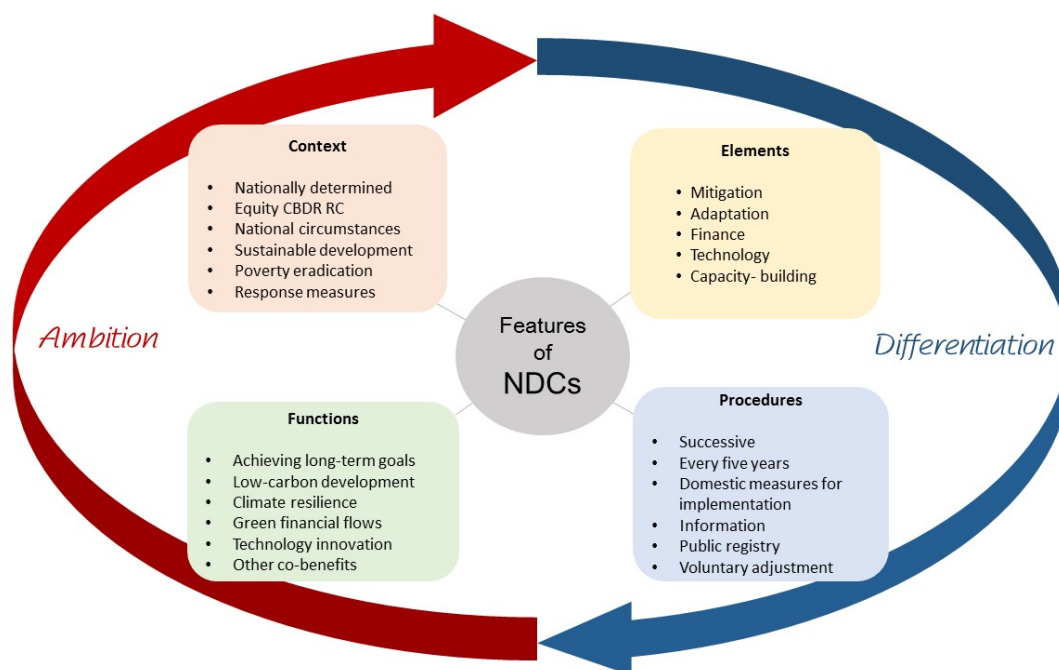 Context
• Nationally determined
• Equity CBDR RC
• National circumstances
• Sustainable development
• Poverty eradication
• Response measures
Elements
• Mitigation
• Adaptation
• Finance
• Technology
• Capacity- building
Ambition
Features
of
NDCs
Differentiation
Functions
• Achieving long-term goals
• Low-carbon development
• Climate resilience
• Green financial flows
• Technology innovation
• Other co-benefits
Procedures
• Successive
• Every five years
• Domestic measures for
implementation
• Information
• Public registry
• Voluntary adjustment